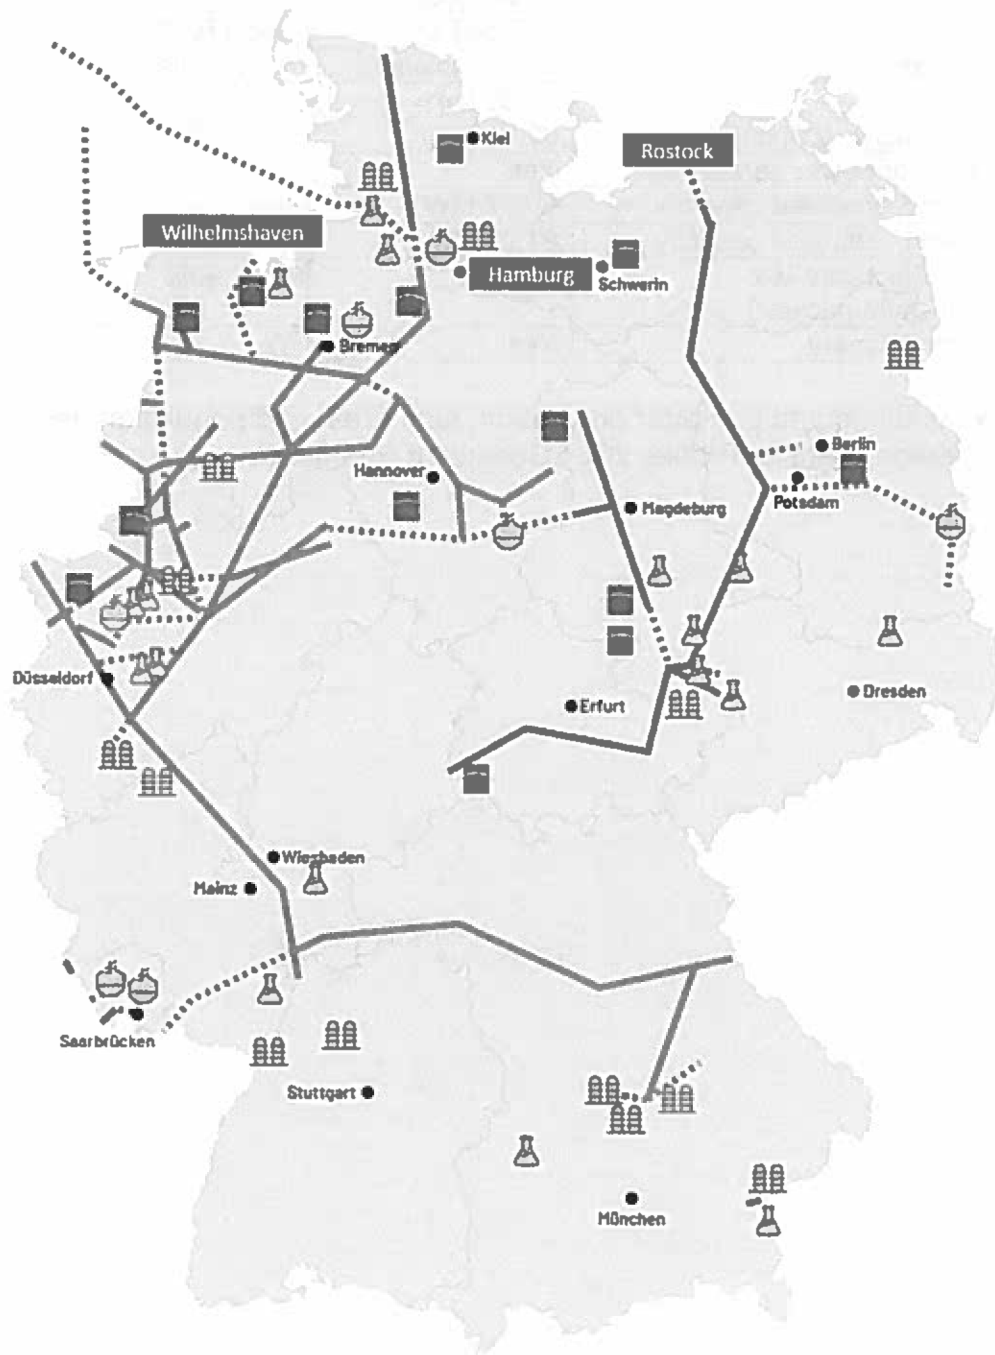 Kiel
Rostock
Wilhelmshaven
Hamburg
Schwerin
Bremen
Berlin
Hannover
Potsdam
Magdeburg
Düsseldorf
Erfurt
Dresden
Wiesbaden
Mainz
Saarbrücken
Stuttgart
München